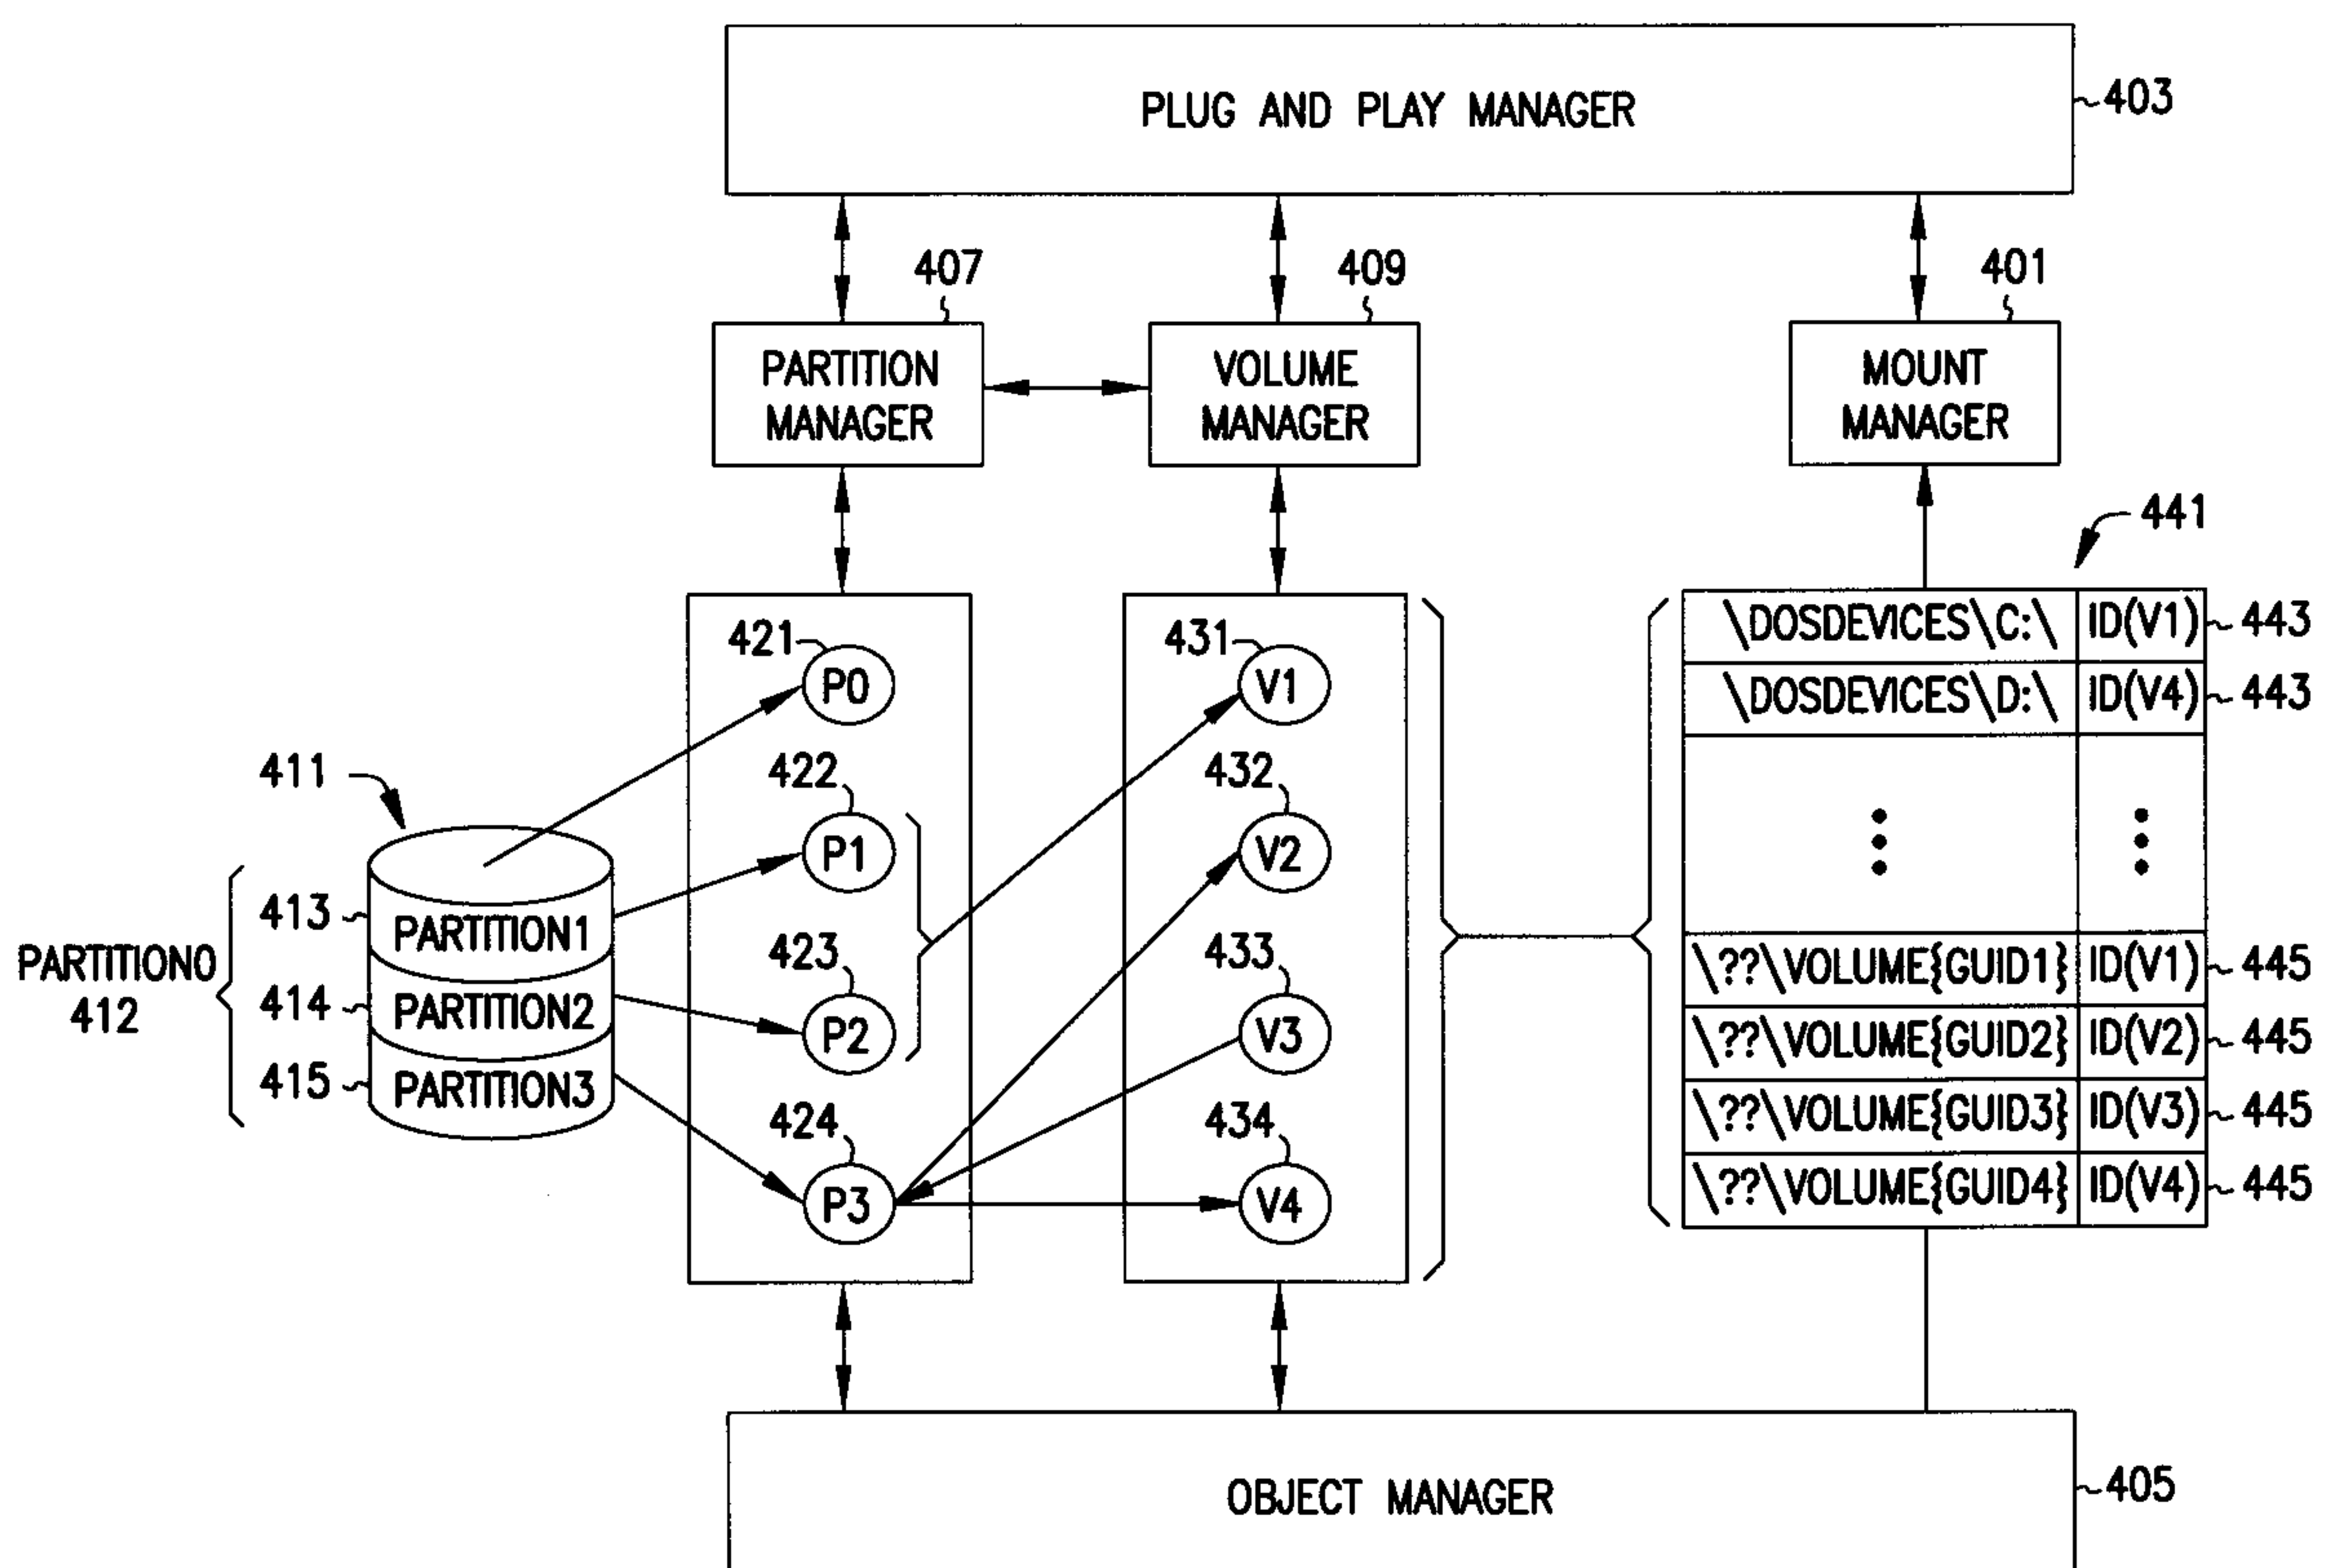 PLUG AND PLAY MANAGER
403
407
409
401
PARTITION
MANAGER
VOLUME
MANAGER
MOUNT
MANAGER
441
421
P0
422
P1
423
P2
424
P3
431
V1
432
V2
433
V3
434
V4
411
413
PARTITION1
414
PARTITION2
415
PARTITION3
PARTITION0
412
\DOSDEVICES\C:\ ID(V1) 443
\DOSDEVICES\D:\ ID(V4) 443
\??\VOLUME{GUID1} ID(V1) 445
\??\VOLUME{GUID2} ID(V2) 445
\??\VOLUME{GUID3} ID(V3) 445
\??\VOLUME{GUID4} ID(V4) 445
OBJECT MANAGER
405